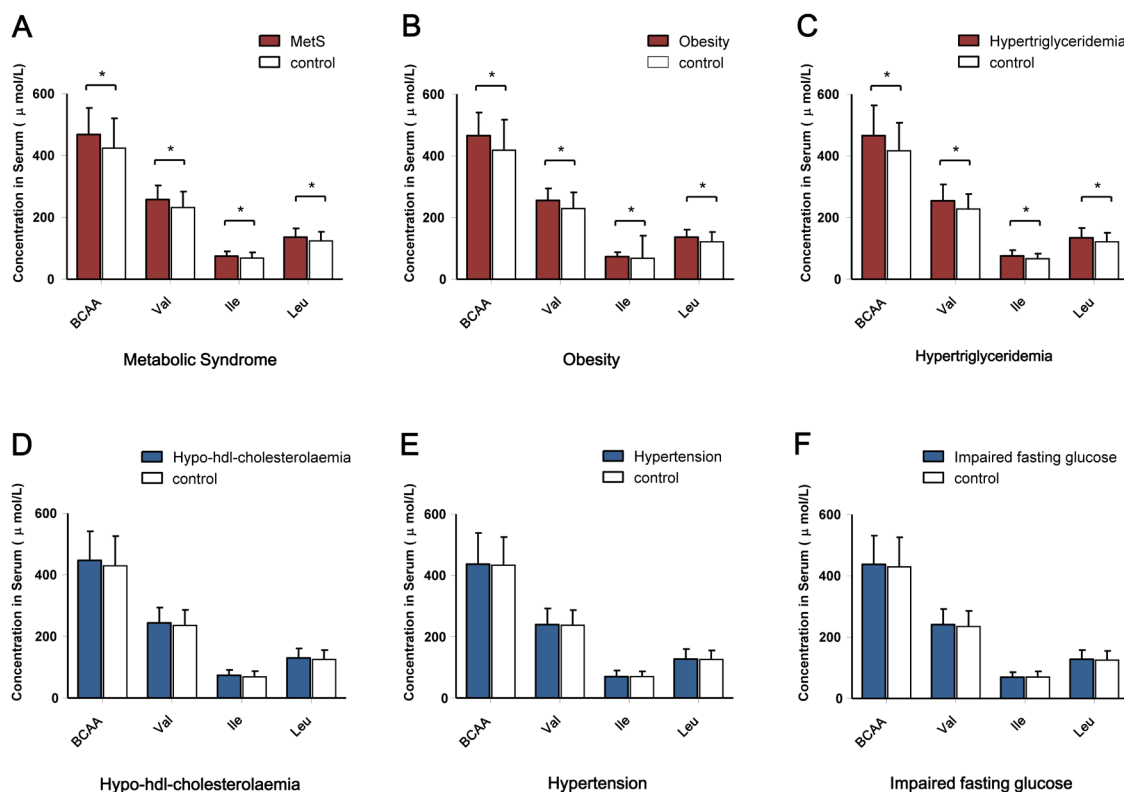 A
MetS
control
Concentration in Serum ( μ mol/L)
600
400
200
0
*
*
*
*
BCAA
Val
Ile
Leu
Metabolic Syndrome
B
Obesity
control
Concentration in Serum ( μ mol/L)
600
400
200
0
*
*
*
*
BCAA
Val
Ile
Leu
Obesity
C
Hypertriglyceridemia
control
Concentration in Serum ( μ mol/L)
600
400
200
0
*
*
*
*
BCAA
Val
Ile
Leu
Hypertriglyceridemia
D
Hypo-hdl-cholesterolaemia
control
Concentration in Serum ( μ mol/L)
600
400
200
0
BCAA
Val
Ile
Leu
Hypo-hdl-cholesterolaemia
E
Hypertension
control
Concentration in Serum ( μ mol/L)
600
400
200
0
BCAA
Val
Ile
Leu
Hypertension
F
Impaired fasting glucose
control
Concentration in Serum ( μ mol/L)
600
400
200
0
BCAA
Val
Ile
Leu
Impaired fasting glucose